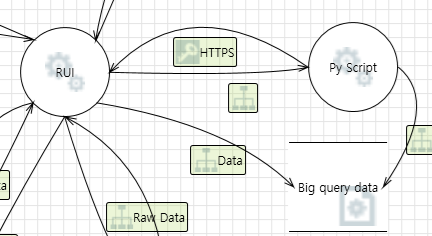 HTTPS
RUI
Py Script
Data
Big query data
Raw Data